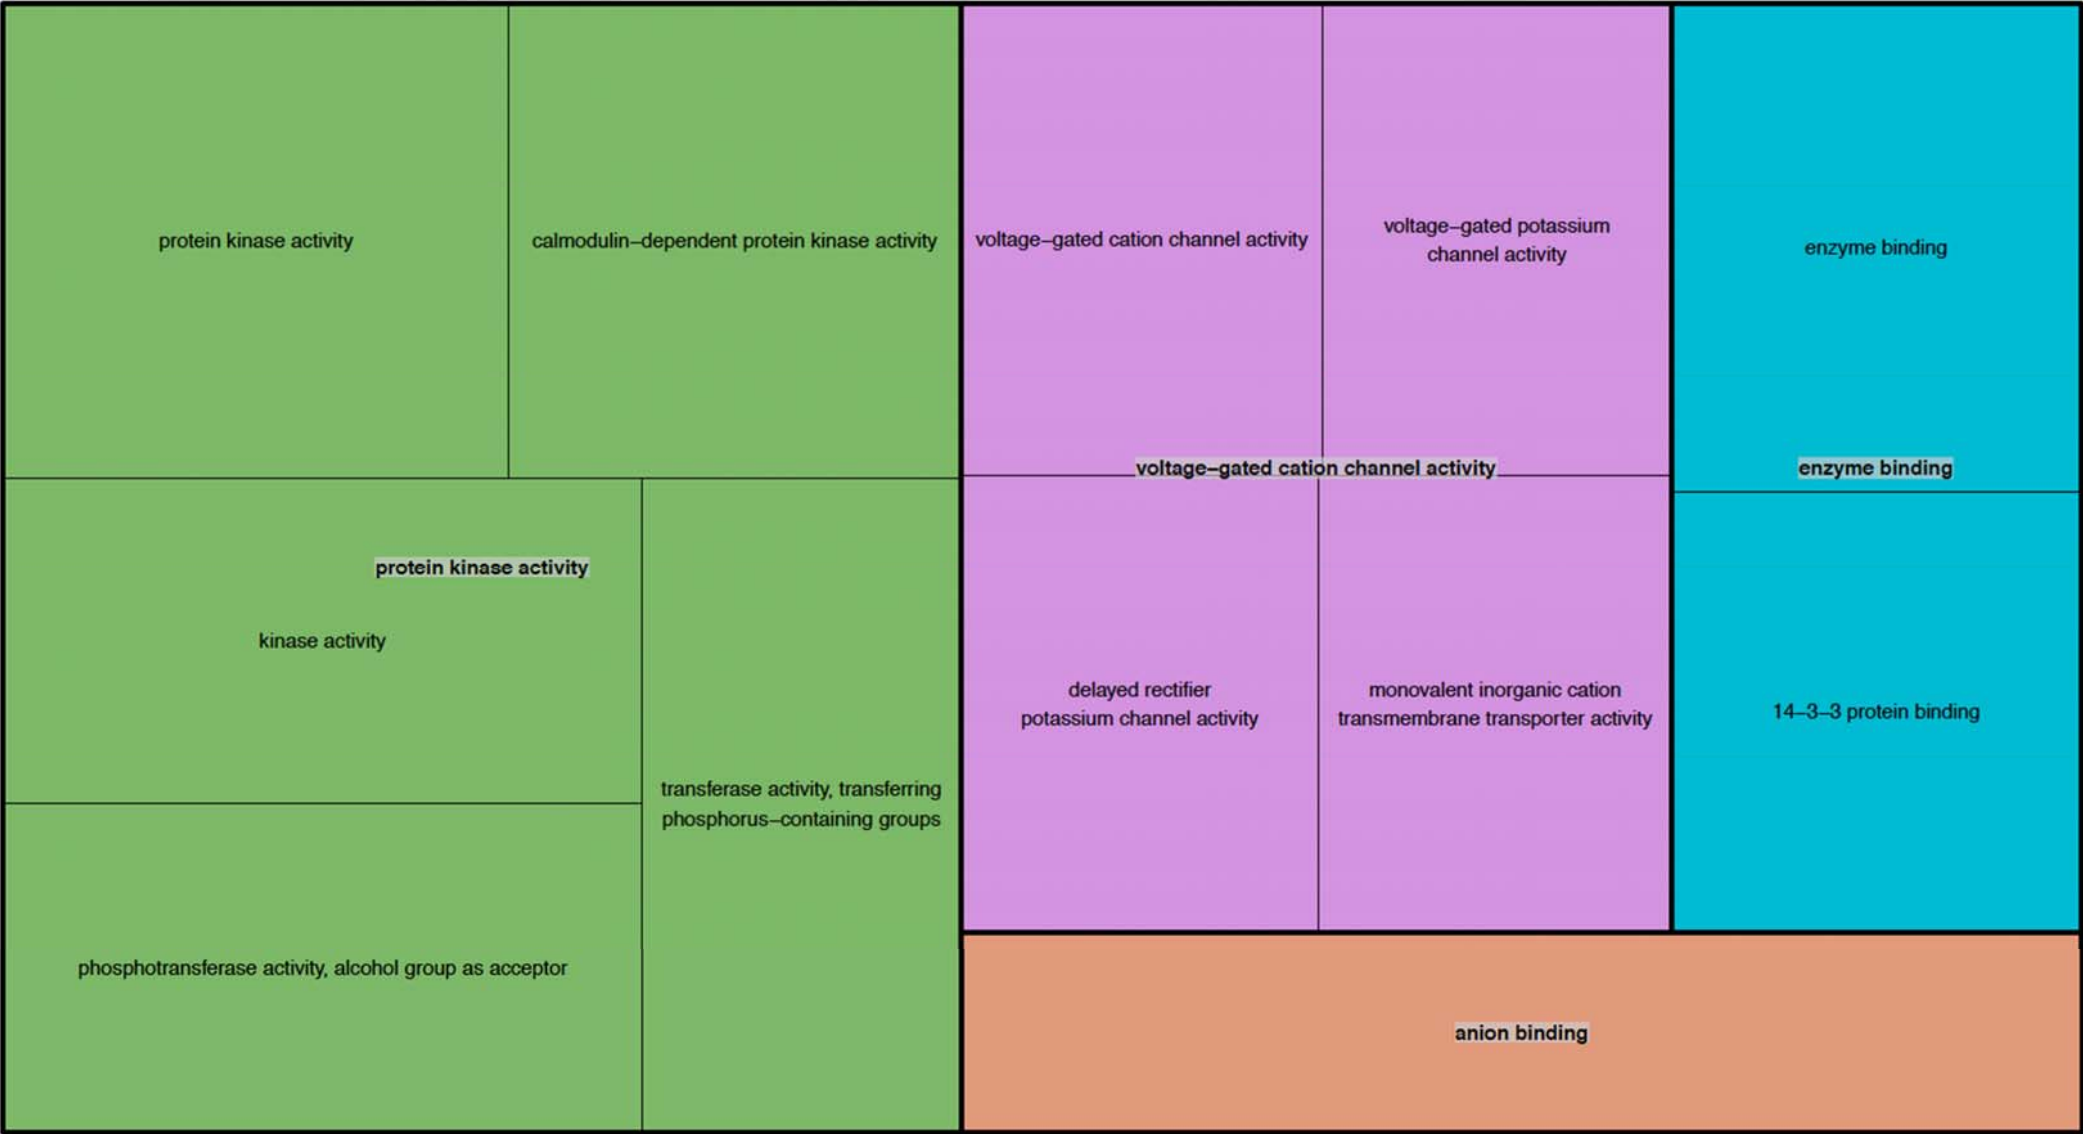 protein kinase activity
calmodulin–dependent protein kinase activity
protein kinase activity
kinase activity
transferase activity, transferring
phosphorus–containing groups
phosphotransferase activity, alcohol group as acceptor
voltage–gated cation channel activity
voltage–gated potassium
channel activity
voltage–gated cation channel activity
delayed rectifier
potassium channel activity
monovalent inorganic cation
transmembrane transporter activity
enzyme binding
enzyme binding
14–3–3 protein binding
anion binding